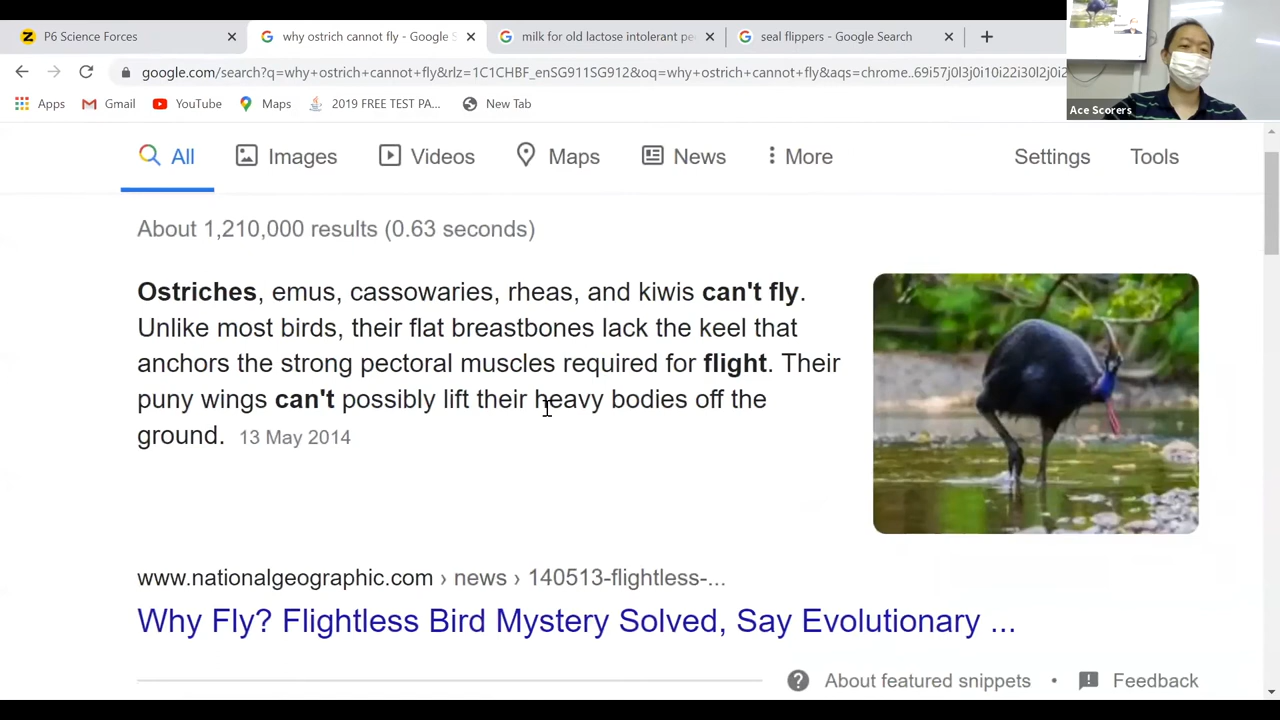 P6 Science Forces
why ostrich cannot fly - Google S
milk for old lactose intolerant pe
seal flippers - Google Search
google.com/search?q=why+ostrich+cannot+fly&rlz=1C1CHBF_enSG911SG912&oq=why+ostrich+cannot+fly&aqs=chrome..69i57j0l3j0i10i22i30l2j0i2
Apps
Gmail
YouTube
Maps
2019 FREE TEST PA...
New Tab
Ace Scorers
All
Images
Videos
Maps
News
More
Settings
Tools
About 1,210,000 results (0.63 seconds)
Ostriches, emus, cassowaries, rheas, and kiwis can't fly.
Unlike most birds, their flat breastbones lack the keel that
anchors the strong pectoral muscles required for flight. Their
puny wings can't possibly lift their heavy bodies off the
ground. 13 May 2014
www.nationalgeographic.com › news › 140513-flightless-...
Why Fly? Flightless Bird Mystery Solved, Say Evolutionary ...
About featured snippets • Feedback